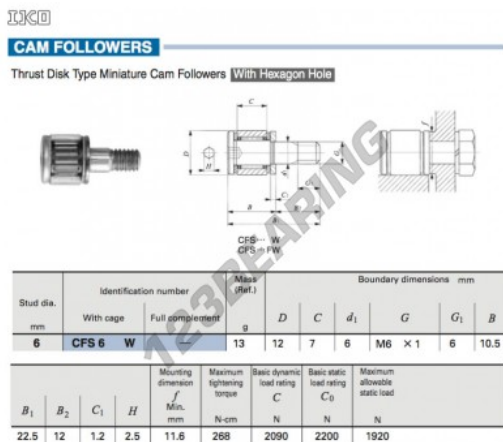 IKO
CAM FOLLOWERS
Thrust Disk Type Miniature Cam Followers With Hexagon Hole
C
D
H
B
CFS··· W
CFS··· FW
123BEARING
Stud dia. mm Identification number Mass (Ref.) g Boundary dimensions mm
With cage Full complement D C d1 G G1 B
6 CFS 6 W — 13 12 7 6 M6 × 1 6 10.5
B1 B2 C1 H Mounting dimension f Min. mm Maximum tightening torque N-cm Basic dynamic load rating C N Basic static load rating C0 N Maximum allowable static load N
22.5 12 1.2 2.5 11.6 268 2090 2200 1920